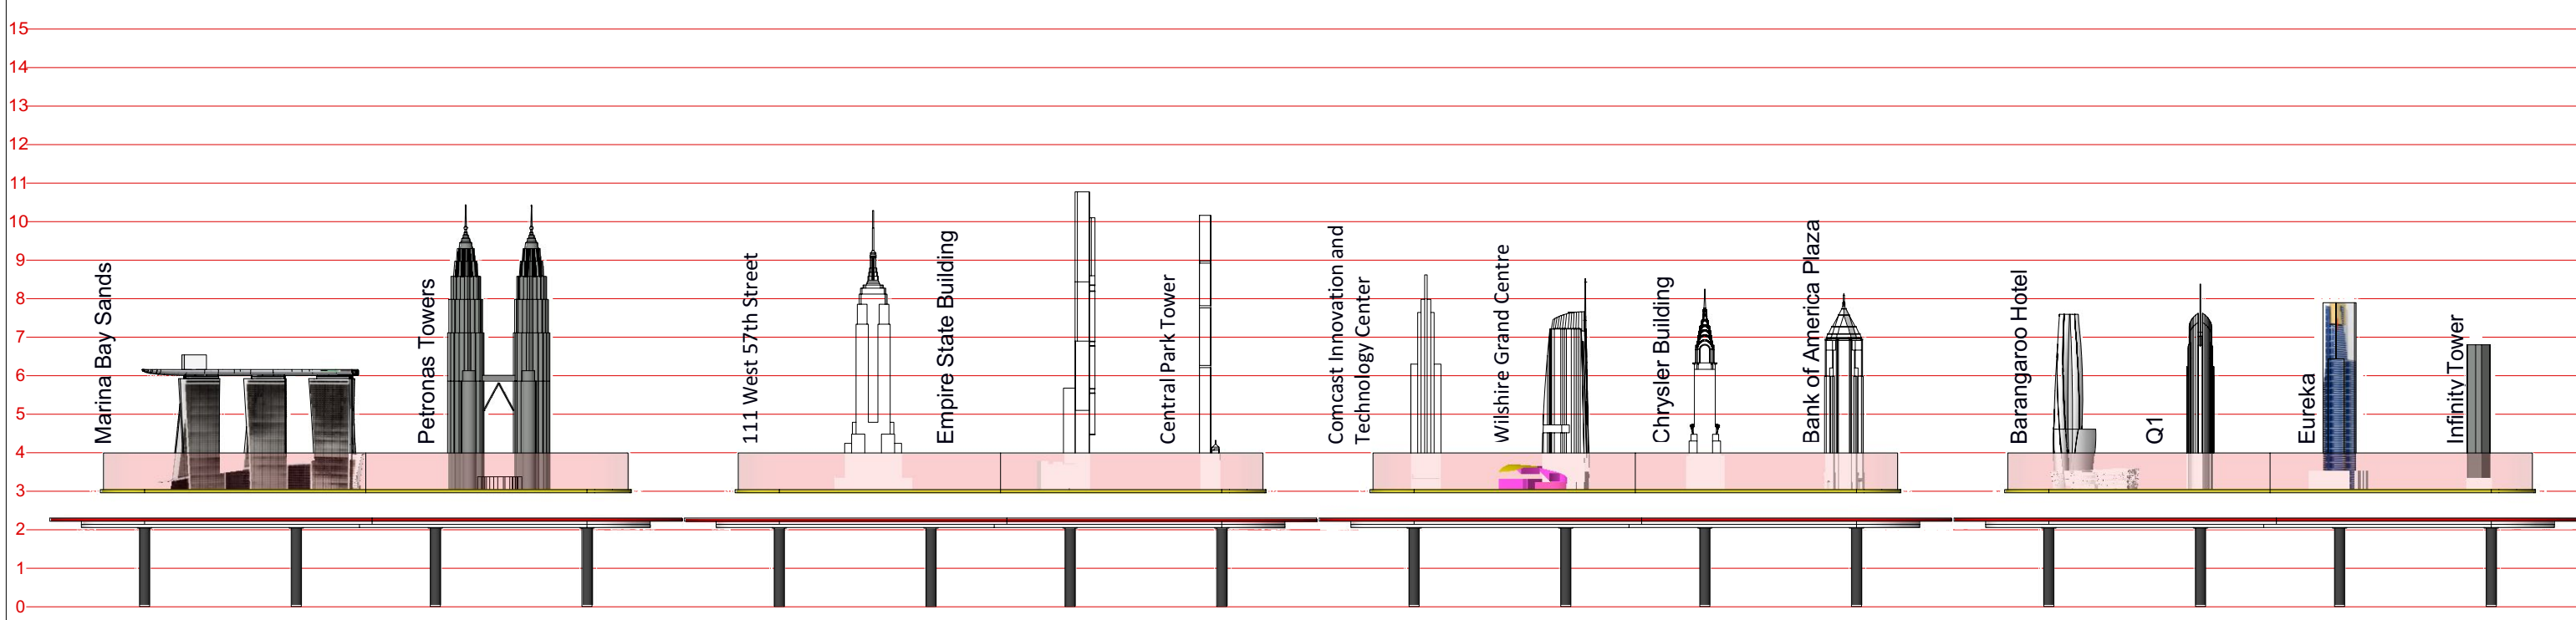 15
14
13
12
11
10
9
8
7
6
5
4
3
2
1
0
Marina Bay Sands
Petronas Towers
111 West 57th Street
Empire State Building
Central Park Tower
Comcast Innovation and
Technology Center
Wilshire Grand Centre
Chrysler Building
Bank of America Plaza
Barangaroo Hotel
Q1
Eureka
Infinity Tower